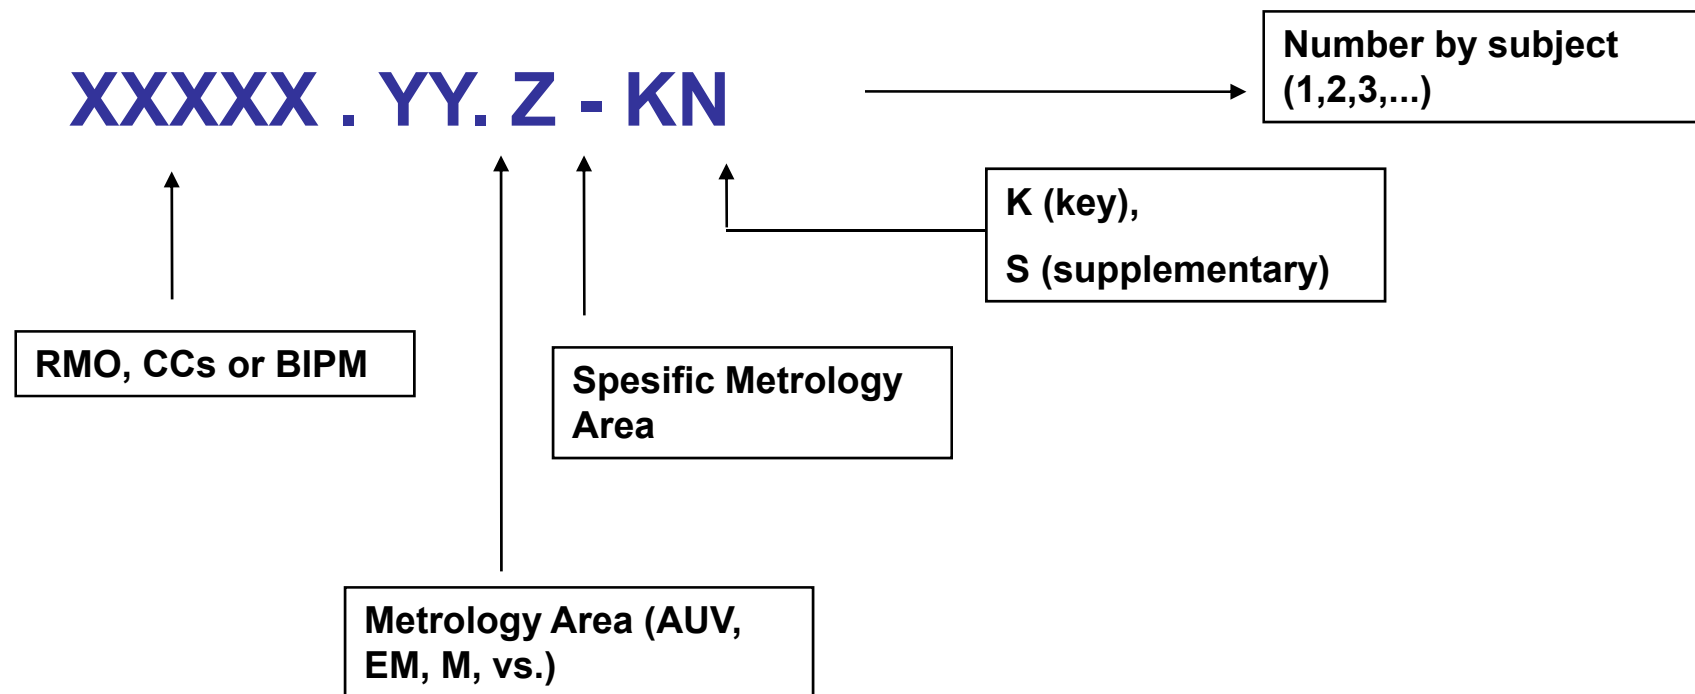 XXXXX . YY. Z - KN
Number by subject
(1,2,3,...)
K (key),
S (supplementary)
RMO, CCs or BIPM
Spesific Metrology
Area
Metrology Area (AUV,
EM, M, vs.)